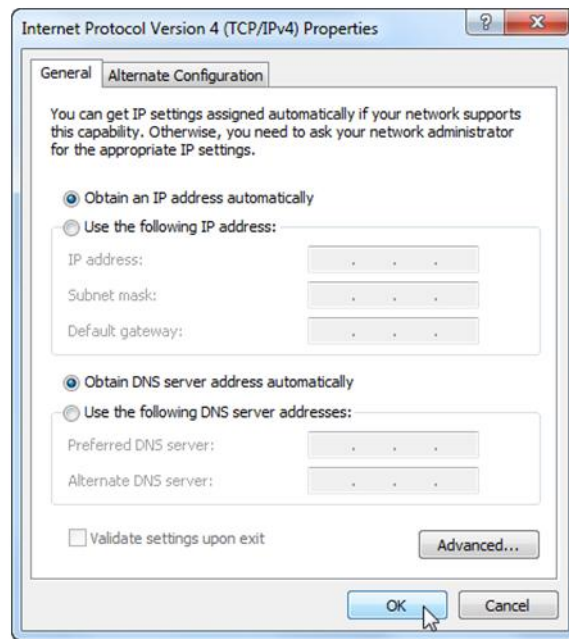 Internet Protocol Version 4 (TCP/IPv4) Properties
General
Alternate Configuration
You can get IP settings assigned automatically if your network supports
this capability. Otherwise, you need to ask your network administrator
for the appropriate IP settings.
Obtain an IP address automatically
Use the following IP address:
IP address:
Subnet mask:
Default gateway:
Obtain DNS server address automatically
Use the following DNS server addresses:
Preferred DNS server:
Alternate DNS server:
Validate settings upon exit
Advanced...
OK
Cancel